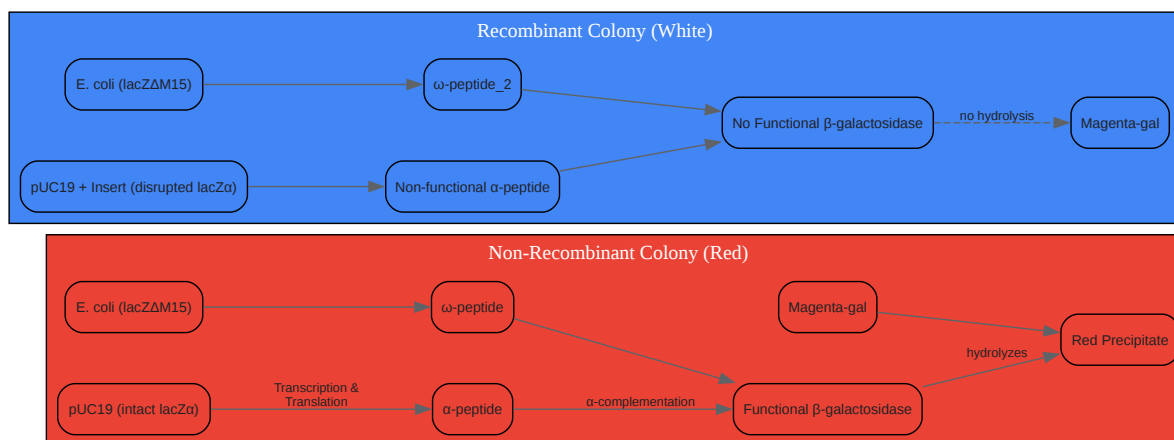 Recombinant Colony (White)
E. coli (lacZΔM15)
ω-peptide_2
No Functional β-galactosidase
no hydrolysis
Magenta-gal
pUC19 + Insert (disrupted lacZα)
Non-functional α-peptide
Non-Recombinant Colony (Red)
E. coli (lacZΔM15)
ω-peptide
Magenta-gal
Red Precipitate
hydrolyzes
pUC19 (intact lacZα)
Transcription &
Translation
α-peptide
α-complementation
Functional β-galactosidase